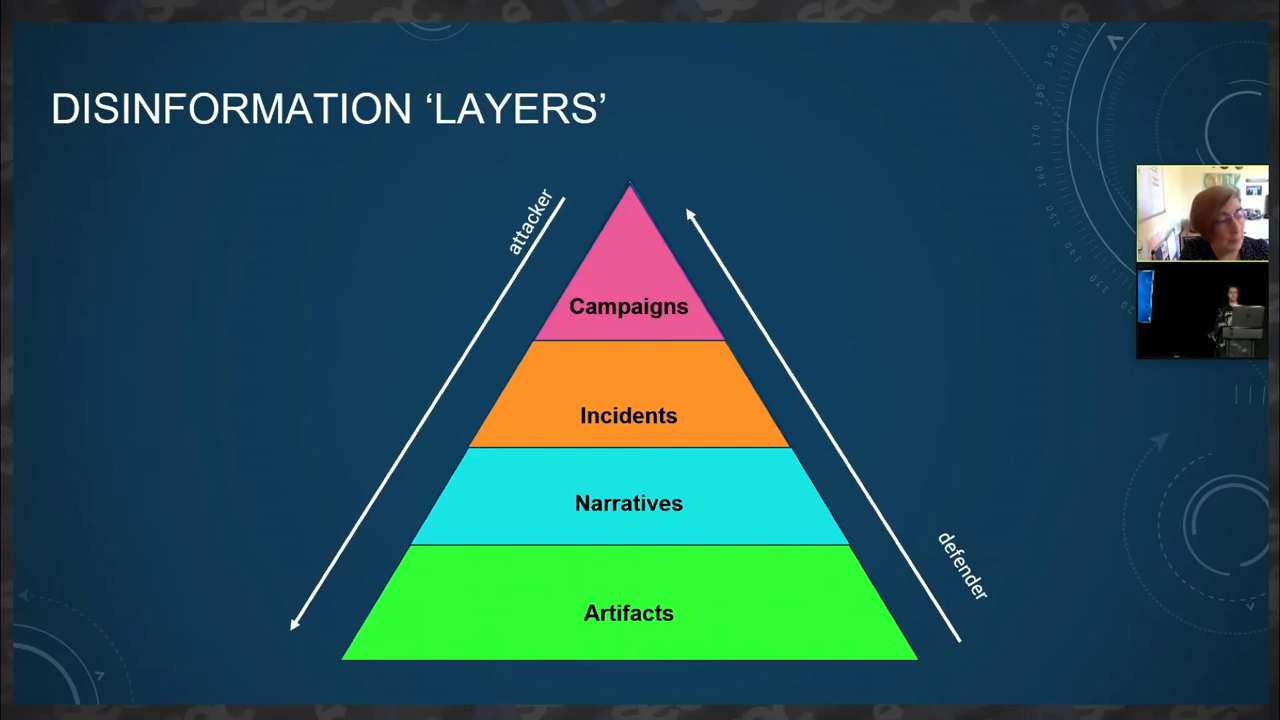 DISINFORMATION ‘LAYERS’
attacker
Campaigns
Incidents
Narratives
defender
Artifacts